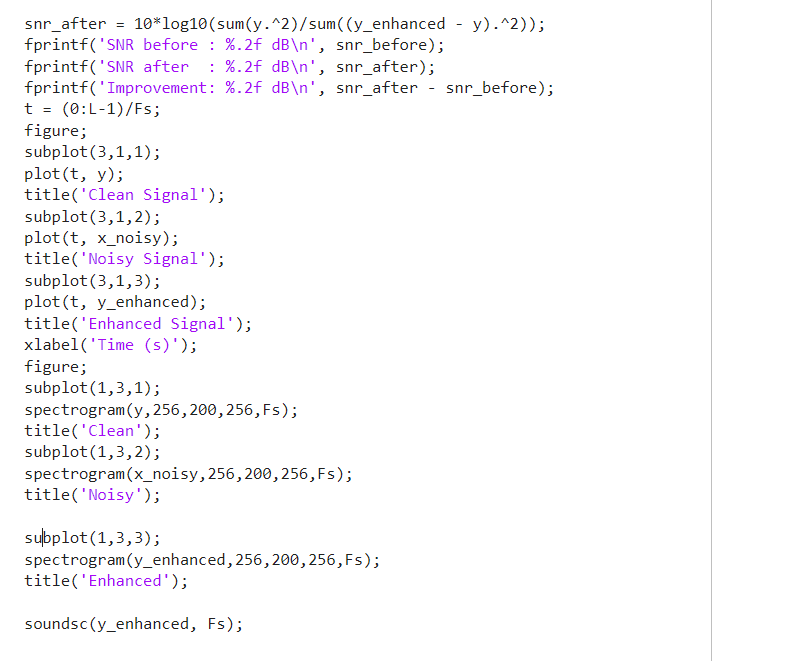 snr_after = 10*log10(sum(y.^2)/sum((y_enhanced - y).^2));
fprintf('SNR before : %.2f dB\n', snr_before);
fprintf('SNR after  : %.2f dB\n', snr_after);
fprintf('Improvement: %.2f dB\n', snr_after - snr_before);
t = (0:L-1)/Fs;
figure;
subplot(3,1,1);
plot(t, y);
title('Clean Signal');
subplot(3,1,2);
plot(t, x_noisy);
title('Noisy Signal');
subplot(3,1,3);
plot(t, y_enhanced);
title('Enhanced Signal');
xlabel('Time (s)');
figure;
subplot(1,3,1);
spectrogram(y,256,200,256,Fs);
title('Clean');
subplot(1,3,2);
spectrogram(x_noisy,256,200,256,Fs);
title('Noisy');
subplot(1,3,3);
spectrogram(y_enhanced,256,200,256,Fs);
title('Enhanced');
soundsc(y_enhanced, Fs);